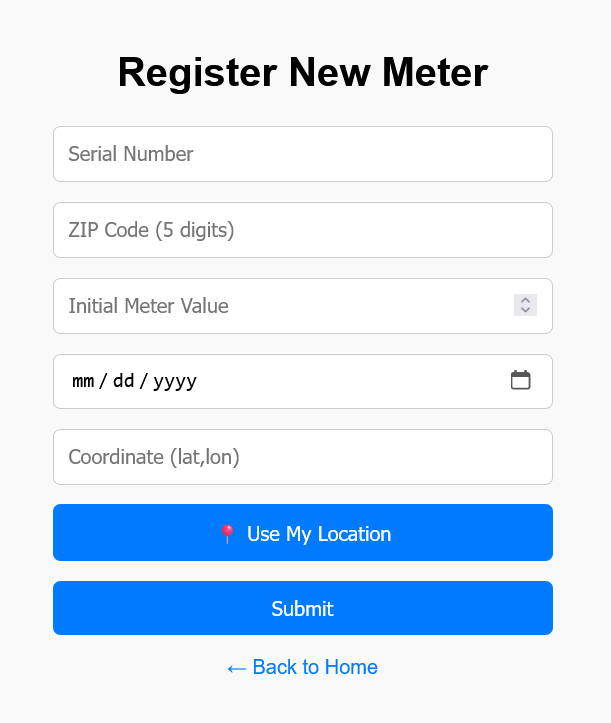 Register New Meter
Serial Number
ZIP Code (5 digits)
Initial Meter Value
mm / dd / yyyy
Coordinate (lat,lon)
📍 Use My Location
Submit
← Back to Home